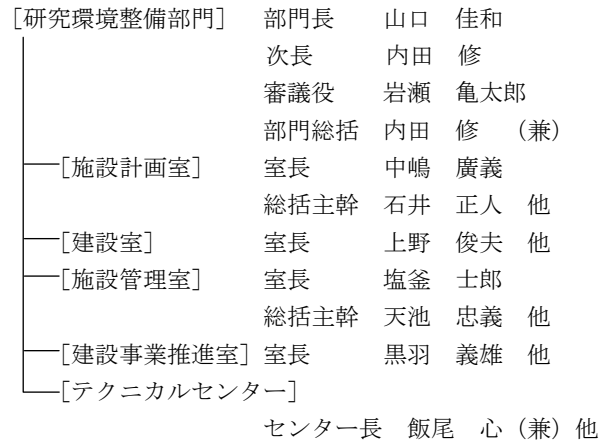 [研究環境整備部門] 部門長 山口 佳和
次長 内田 修
審議役 岩瀬 亀太郎
部門総括 内田 修 (兼)
[施設計画室] 室長 中嶋 廣義
総括主幹 石井 正人 他
[建設室] 室長 上野 俊夫 他
[施設管理室] 室長 塩釜 士郎
総括主幹 天池 忠義 他
[建設事業推進室] 室長 黒羽 義雄 他
[テクニカルセンター]
センター長 飯尾 心 (兼) 他